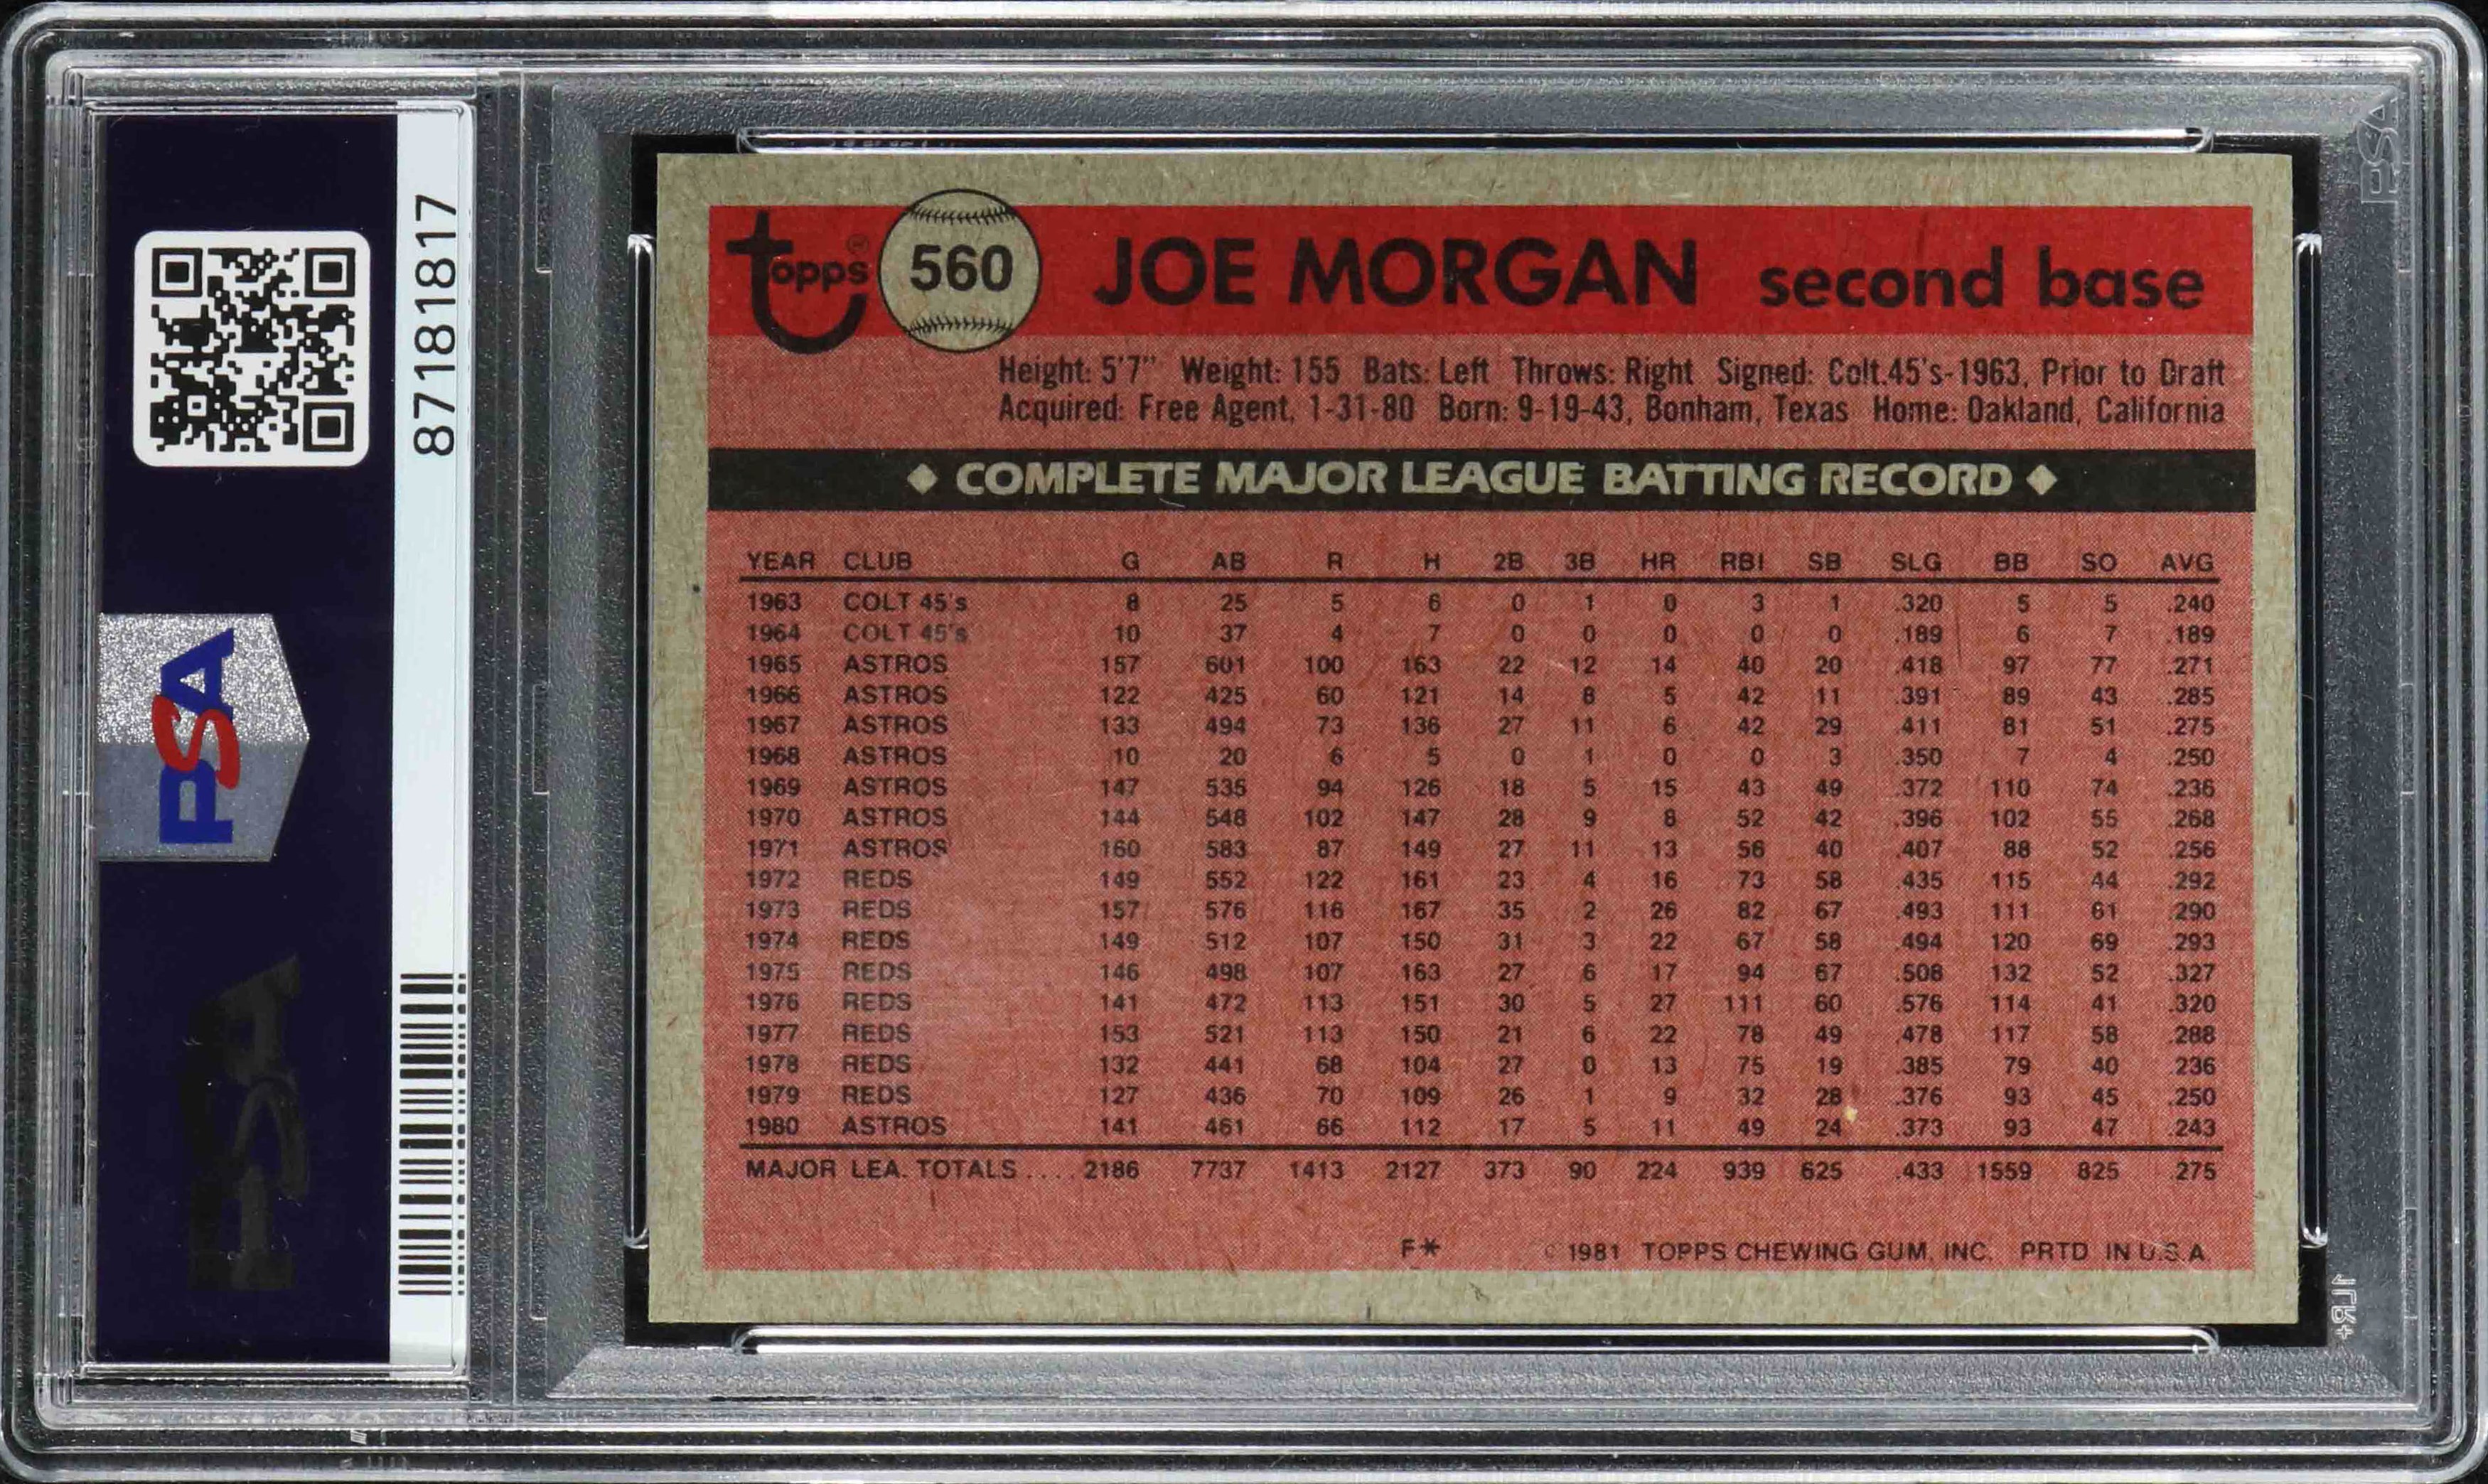 87181817
PSA
Topps® 560 JOE MORGAN second base
Height: 5'7" Weight: 155 Bats: Left Throws: Right Signed: Colt.45's-1963, Prior to Draft
Acquired: Free Agent, 1-31-80 Born: 9-19-43, Bonham, Texas Home: Oakland, California
◆ COMPLETE MAJOR LEAGUE BATTING RECORD ◆
YEAR CLUB G AB R H 2B 3B HR RBI SB SLG BB SO AVG
1963 COLT 45's 8 25 5 6 0 1 0 3 1 .320 5 5 .240
1964 COLT 45's 10 37 4 7 0 0 0 0 0 .189 6 7 .189
1965 ASTROS 157 601 100 163 22 12 14 40 20 .418 97 77 .271
1966 ASTROS 122 425 60 121 14 8 5 42 11 .391 89 43 .285
1967 ASTROS 133 494 73 136 27 11 6 42 29 .411 81 51 .275
1968 ASTROS 10 20 6 5 0 1 0 0 3 .350 7 4 .250
1969 ASTROS 147 535 94 126 18 5 15 43 49 .372 110 74 .236
1970 ASTROS 144 548 102 147 28 9 8 52 42 .396 102 55 .268
1971 ASTROS 160 583 87 149 27 11 13 56 40 .407 88 52 .256
1972 REDS 149 552 122 161 23 4 16 73 58 .435 115 44 .292
1973 REDS 157 576 116 167 35 2 26 82 67 .493 111 61 .290
1974 REDS 149 512 107 150 31 3 22 67 58 .494 120 69 .293
1975 REDS 146 498 107 163 27 6 17 94 67 .508 132 52 .327
1976 REDS 141 472 113 151 30 5 27 111 60 .576 114 41 .320
1977 REDS 153 521 113 150 21 6 22 78 49 .478 117 58 .288
1978 REDS 132 441 68 104 27 0 13 75 19 .385 79 40 .236
1979 REDS 127 436 70 109 26 1 9 32 28 .376 93 45 .250
1980 ASTROS 141 461 66 112 17 5 11 49 24 .373 93 47 .243
MAJOR LEA. TOTALS .... 2186 7737 1413 2127 373 90 224 939 625 .433 1559 825 .275
F* © 1981 TOPPS CHEWING GUM, INC. PRTD. IN U.S.A.
PSA
PSA